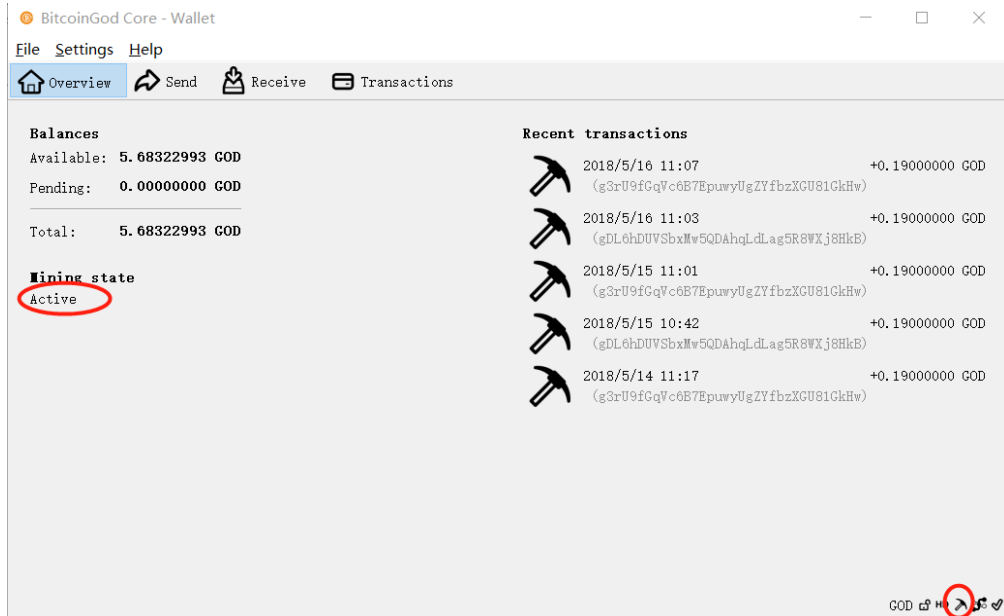 BitcoinGod Core - Wallet
File Settings Help
Overview Send Receive Transactions
Balances
Available: 5.68322993 GOD
Pending: 0.00000000 GOD
Total: 5.68322993 GOD
Mining state
Active
Recent transactions
2018/5/16 11:07 +0.19000000 GOD
(g3rU9fGqVc6B7EpuwyUgZYfbzXGU81GkHw)
2018/5/16 11:03 +0.19000000 GOD
(gDL6hDUVSbxMw5QDAhqLdLag5R8WXj8HkB)
2018/5/15 11:01 +0.19000000 GOD
(g3rU9fGqVc6B7EpuwyUgZYfbzXGU81GkHw)
2018/5/15 10:42 +0.19000000 GOD
(gDL6hDUVSbxMw5QDAhqLdLag5R8WXj8HkB)
2018/5/14 11:17 +0.19000000 GOD
(g3rU9fGqVc6B7EpuwyUgZYfbzXGU81GkHw)
GOD